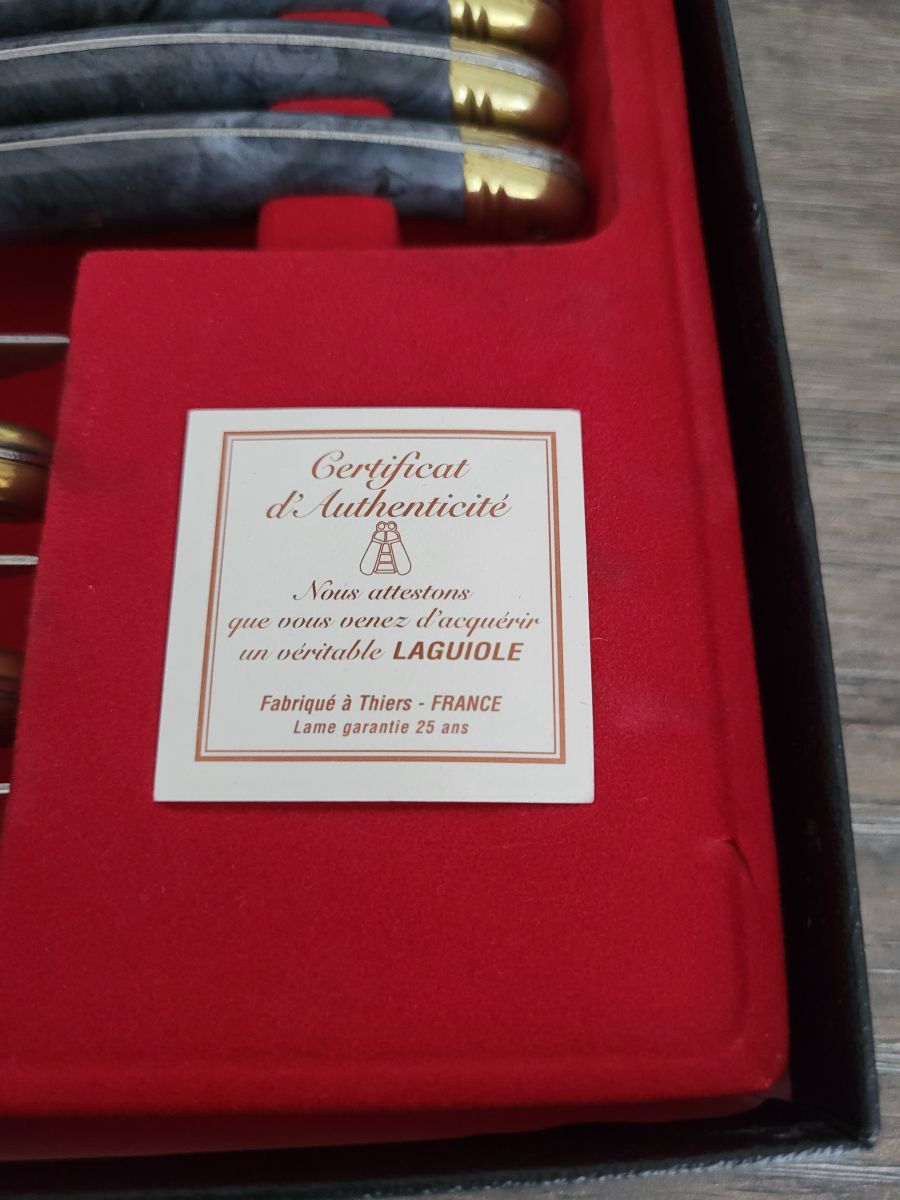 Certificat
d'Authenticité
Nous attestons
que vous venez d'acquérir
un véritable LAGUIOLE
Fabriqué à Thiers - FRANCE
Lame garantie 25 ans